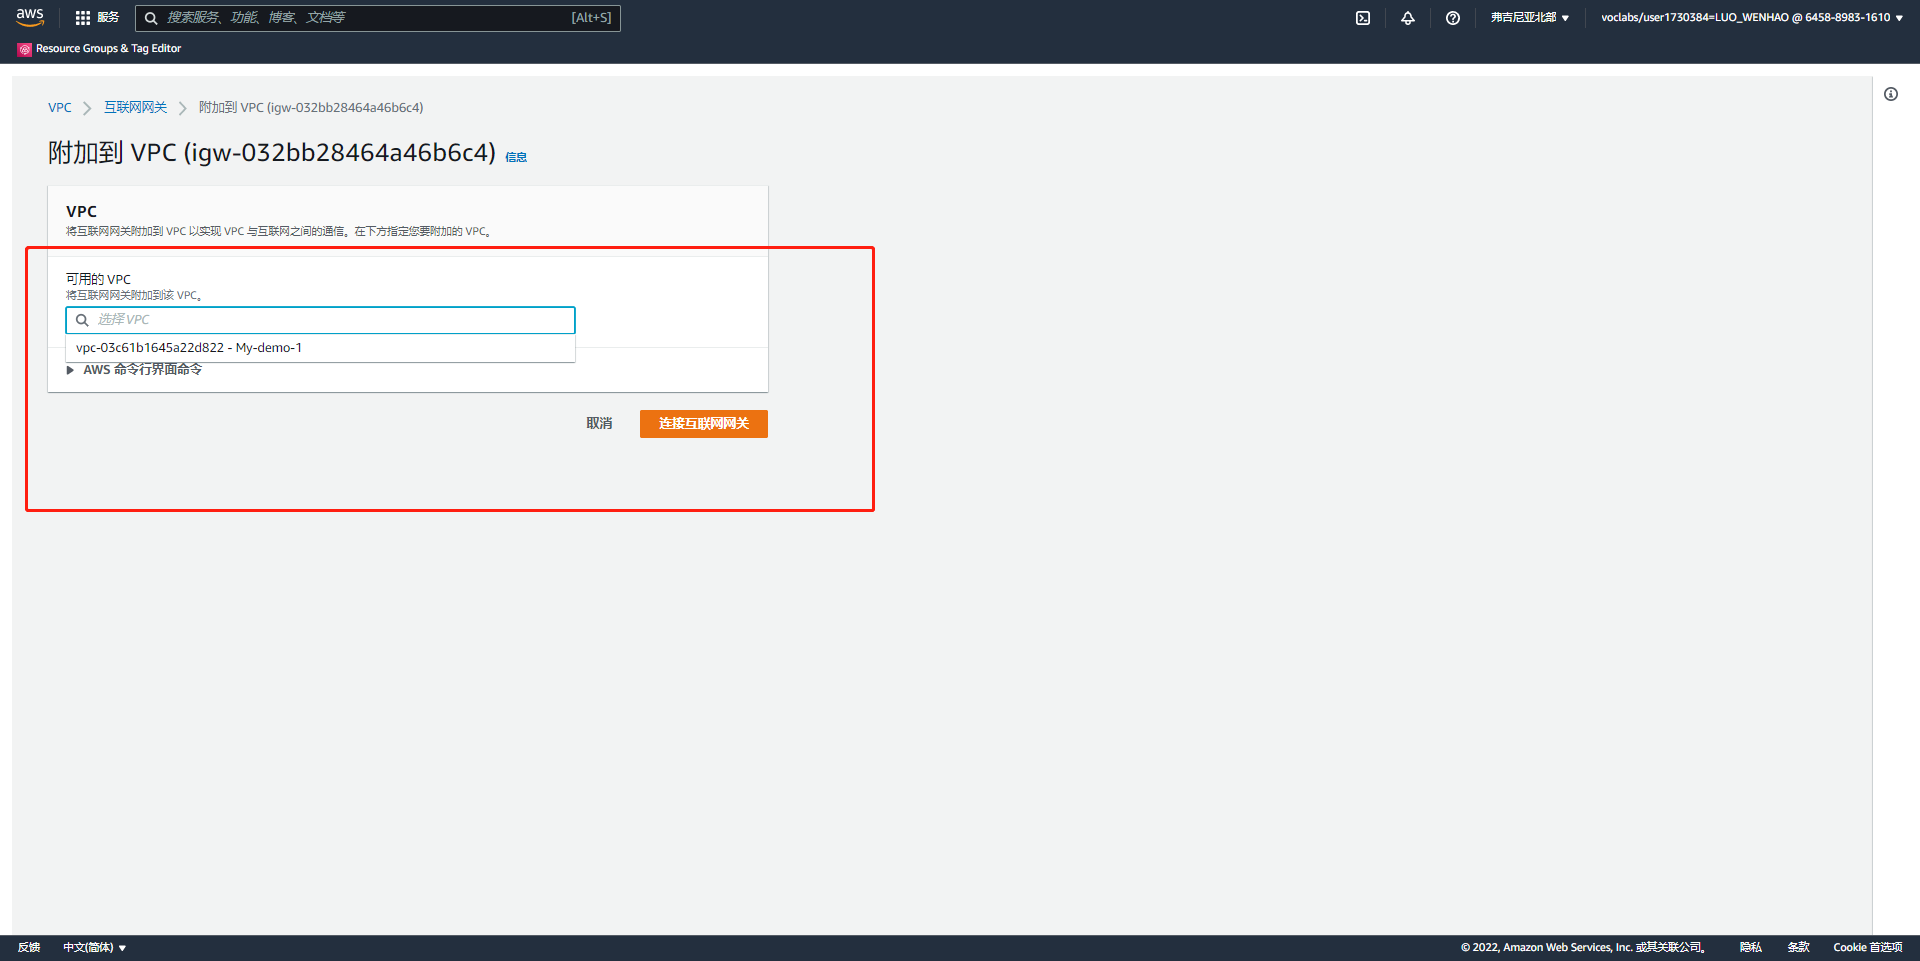 aws 服务 搜索服务、功能、博客、文档等 [Alt+S] 弗吉尼亚北部 voclabs/user1730384=LUO_WENHAO @ 6458-8983-1610
Resource Groups & Tag Editor
VPC 互联网网关 附加到 VPC (igw-032bb28464a46b6c4)
附加到 VPC (igw-032bb28464a46b6c4) 信息
VPC
将互联网网关附加到 VPC 以实现 VPC 与互联网之间的通信。在下方指定您要附加的 VPC。
可用的 VPC
将互联网网关附加到该 VPC。
选择 VPC
vpc-03c61b1645a22d822 - My-demo-1
AWS 命令行界面命令
取消 连接互联网网关
反馈 中文(简体) © 2022, Amazon Web Services, Inc. 或其关联公司。 隐私 条款 Cookie 首选项